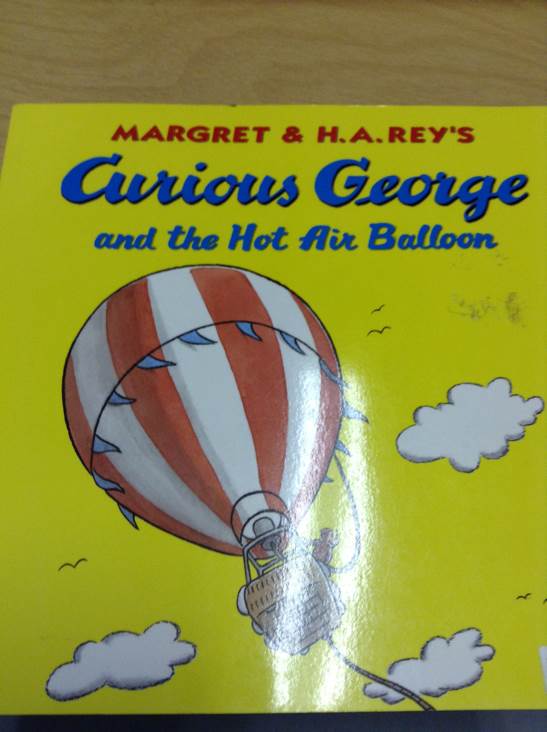 MARGRET & H.A.REY'S
Curious George
and the Hot Air Balloon